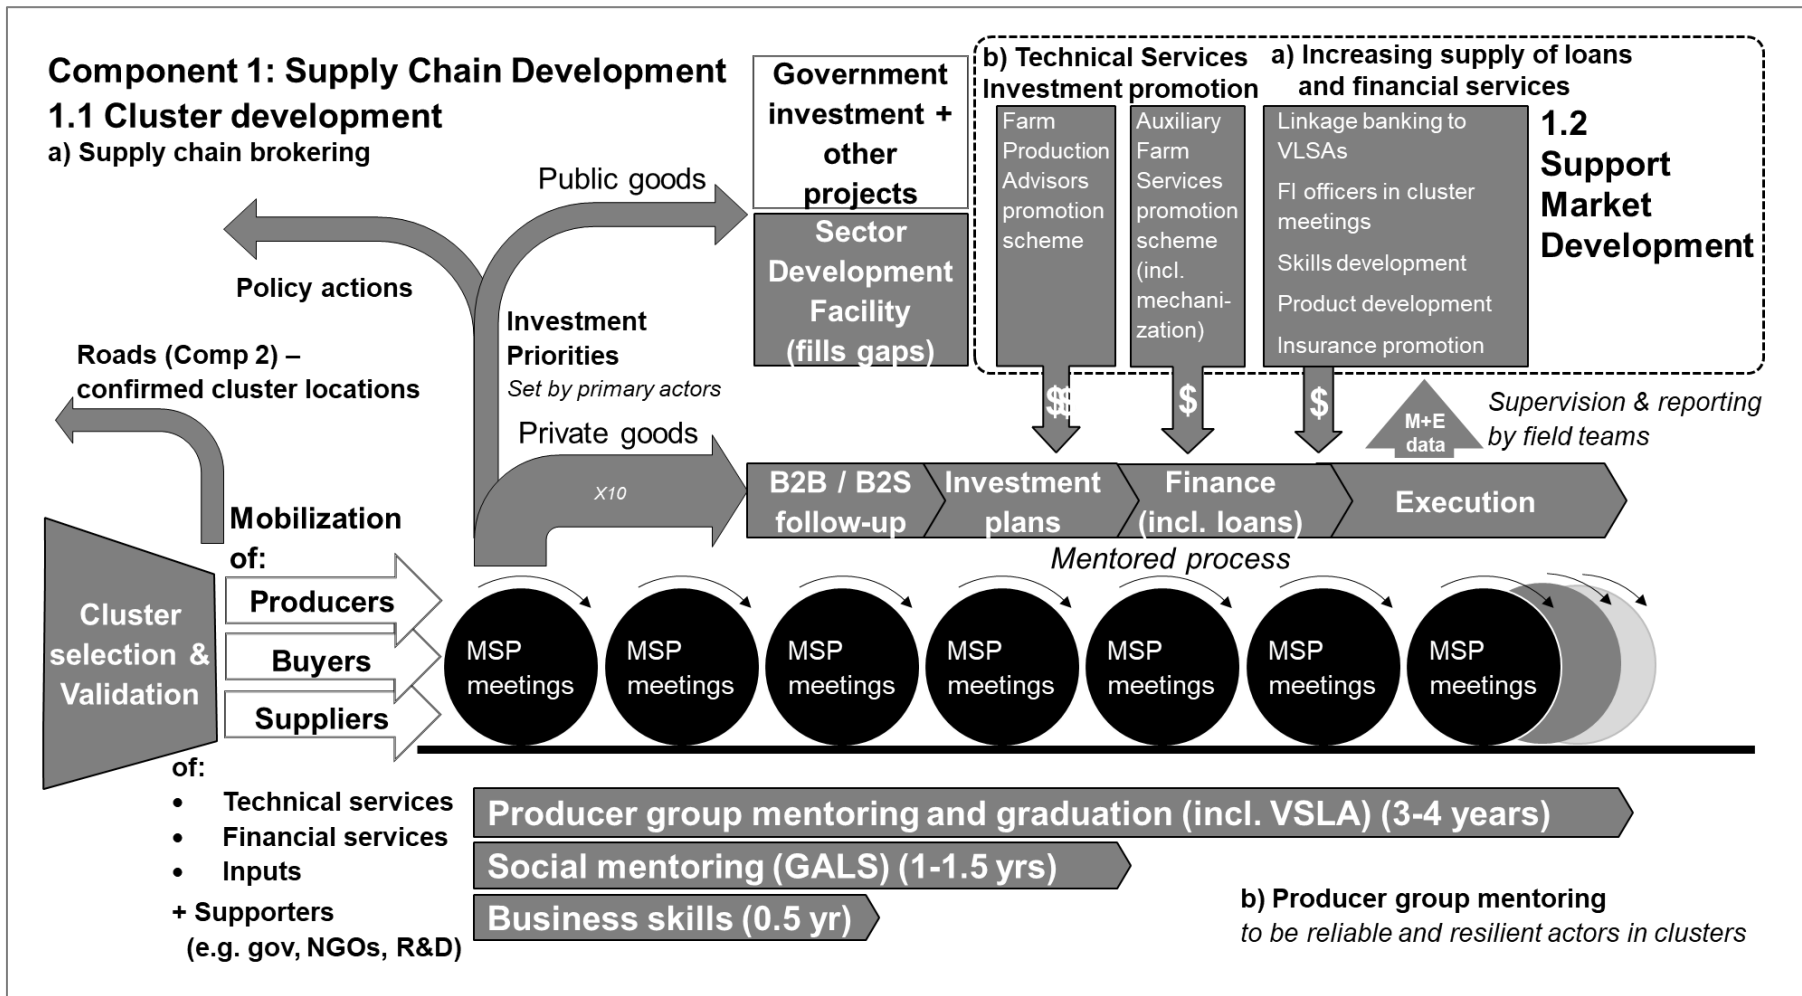 Component 1: Supply Chain Development
1.1 Cluster development
a) Supply chain brokering
Public goods
Policy actions
Roads (Comp 2) –
confirmed cluster locations
Investment
Priorities
Set by primary actors
Private goods
X10
Government
investment +
other
projects
Sector
Development
Facility
(fills gaps)
b) Technical Services
Investment promotion
Farm
Production
Advisors
promotion
scheme
Auxiliary
Farm
Services
promotion
scheme
(incl.
mechani-
zation)
a) Increasing supply of loans
and financial services
Linkage banking to
VLSAs
FI officers in cluster
meetings
Skills development
Product development
Insurance promotion
1.2
Support
Market
Development
$$
$
$
M+E
data
Supervision & reporting
by field teams
B2B / B2S
follow-up
Investment
plans
Finance
(incl. loans)
Execution
Mentored process
Cluster
selection &
Validation
Mobilization
of:
Producers
Buyers
Suppliers
MSP
meetings
MSP
meetings
MSP
meetings
MSP
meetings
MSP
meetings
MSP
meetings
MSP
meetings
of:
• Technical services
• Financial services
• Inputs
+ Supporters
(e.g. gov, NGOs, R&D)
Producer group mentoring and graduation (incl. VSLA) (3-4 years)
Social mentoring (GALS) (1-1.5 yrs)
Business skills (0.5 yr)
b) Producer group mentoring
to be reliable and resilient actors in clusters